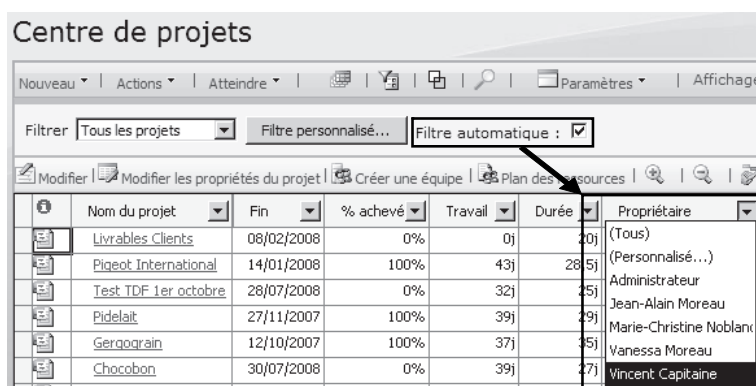 Centre de projets
Nouveau | Actions | Atteindre | Paramètres | Affichage
Filtrer Tous les projets Filtre personnalisé... Filtre automatique :
Modifier | Modifier les propriétés du projet | Créer une équipe | Plan des ressources
Nom du projet Fin % achevé Travail Durée Propriétaire
Livrables Clients 08/02/2008 0% 0j 20j (Tous)
Pigeot International 14/01/2008 100% 43j 28,5j (Personnalisé...)
Test TDF 1er octobre 28/07/2008 0% 32j 25j Administrateur
Jean-Alain Moreau
Pidelait 27/11/2007 100% 39j 29j Marie-Christine Noblanc
Gergograin 12/10/2007 100% 37j 35j Vanessa Moreau
Chocobon 30/07/2008 0% 39j 27j Vincent Capitaine